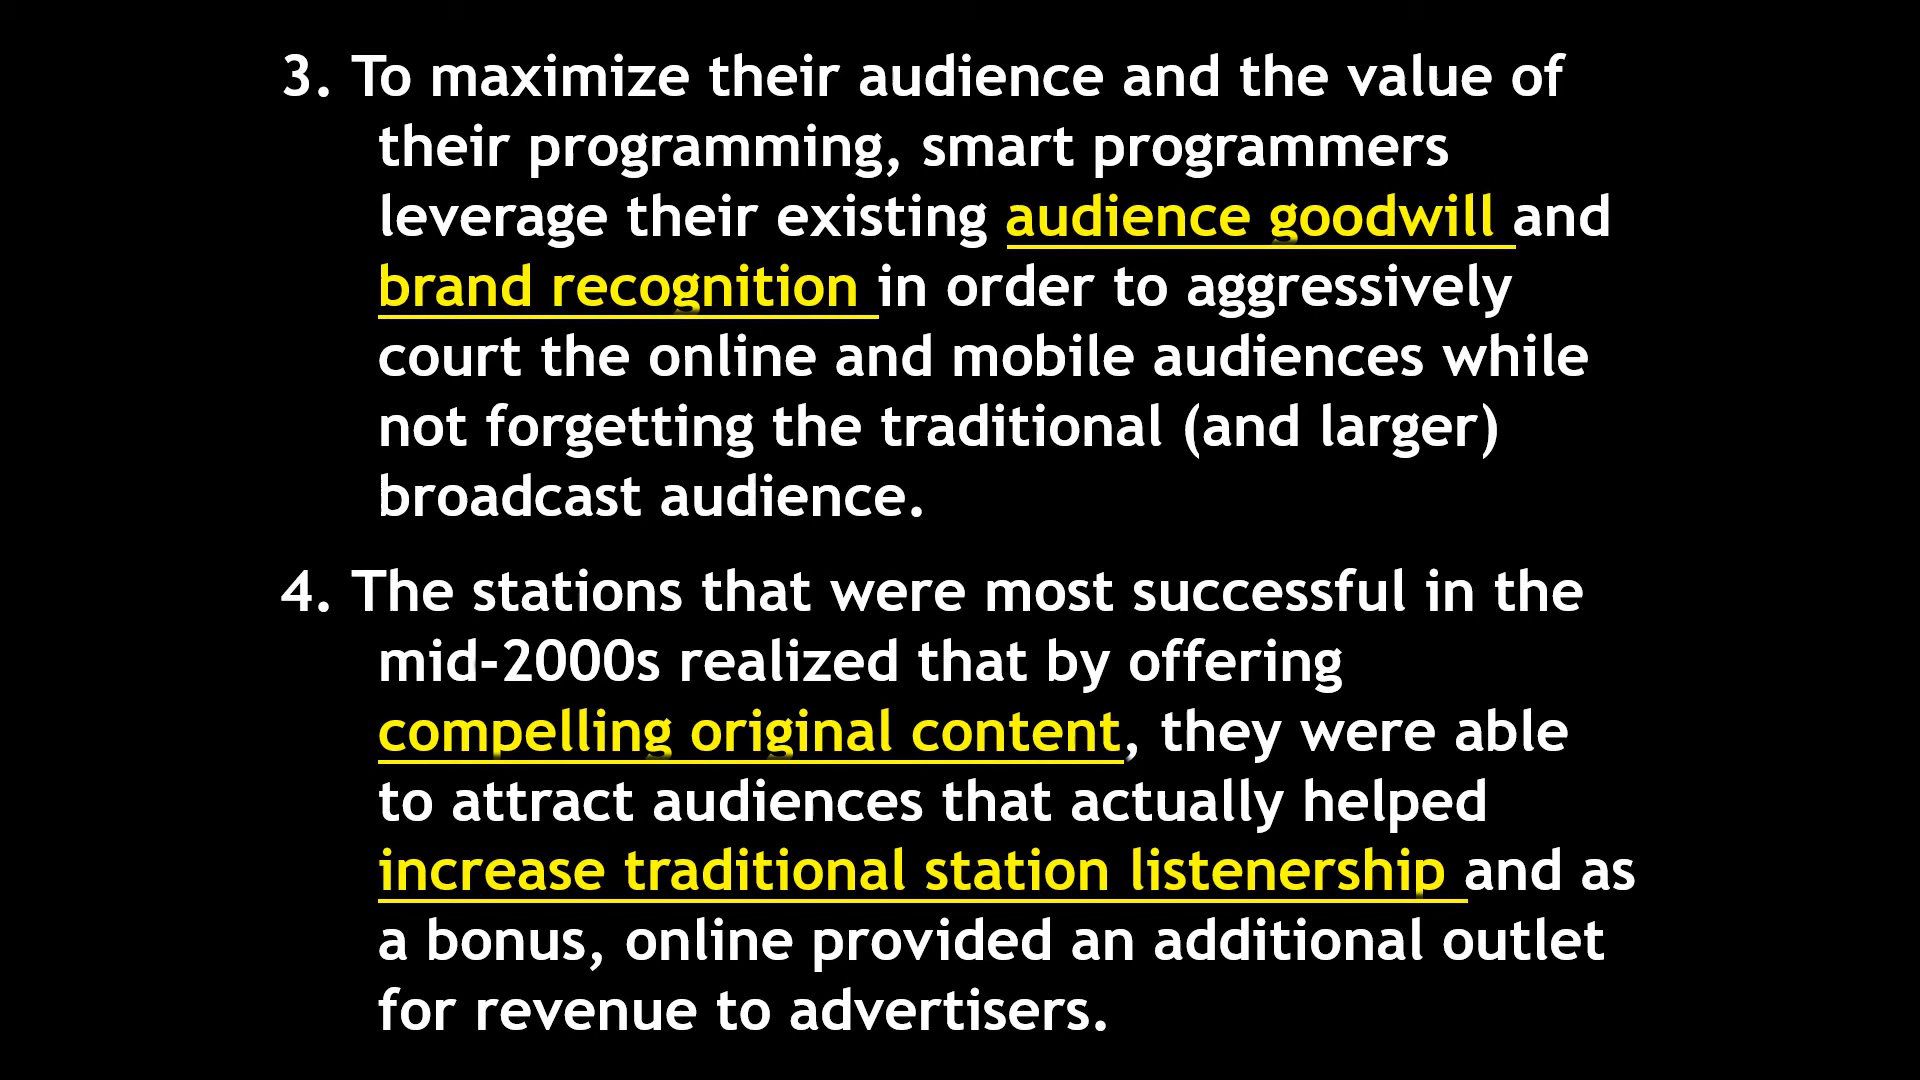 3. To maximize their audience and the value of
their programming, smart programmers
leverage their existing audience goodwill and
brand recognition in order to aggressively
court the online and mobile audiences while
not forgetting the traditional (and larger)
broadcast audience.
4. The stations that were most successful in the
mid-2000s realized that by offering
compelling original content, they were able
to attract audiences that actually helped
increase traditional station listenership and as
a bonus, online provided an additional outlet
for revenue to advertisers.